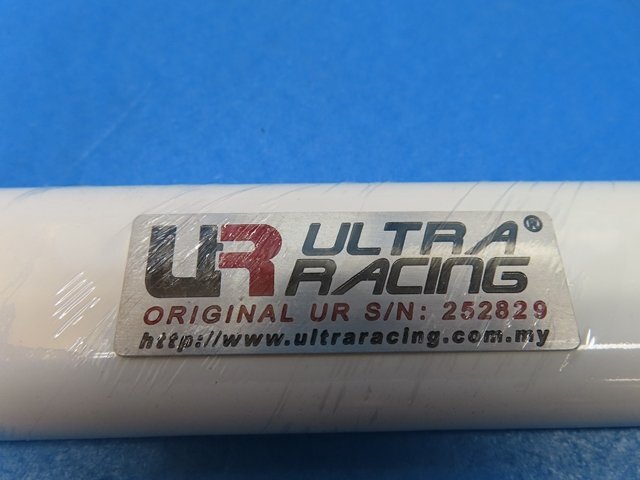 UR ULTRA RACING®
ORIGINAL UR S/N: 252829
http://www.ultraracing.com.my